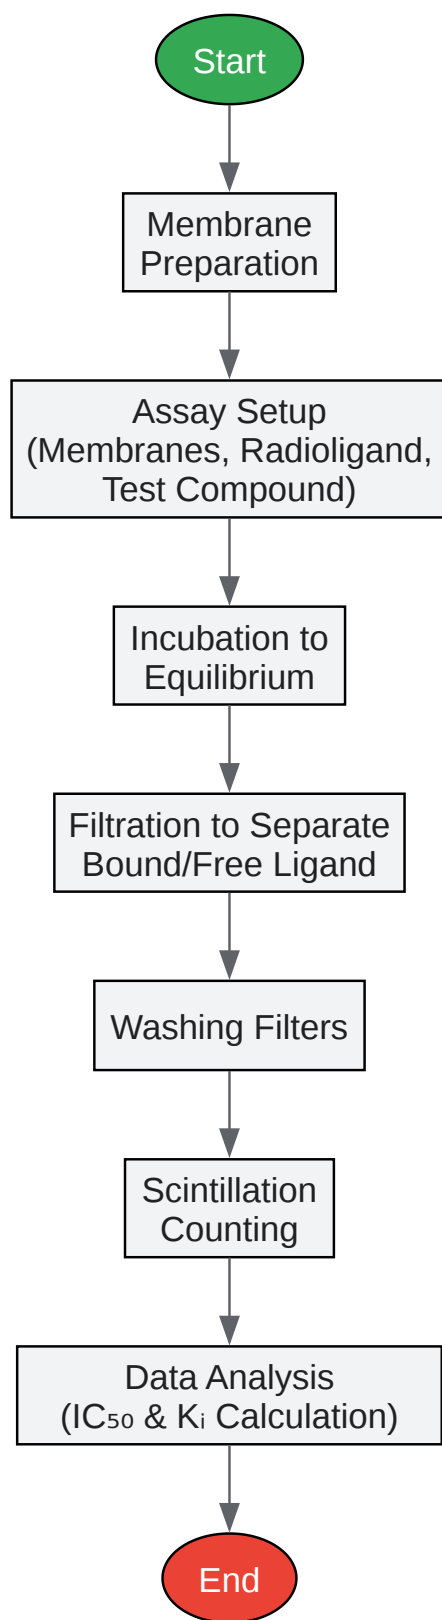 Start
Membrane
Preparation
Assay Setup
(Membranes, Radioligand,
Test Compound)
Incubation to
Equilibrium
Filtration to Separate
Bound/Free Ligand
Washing Filters
Scintillation
Counting
Data Analysis
(IC₅₀ & Kᵢ Calculation)
End